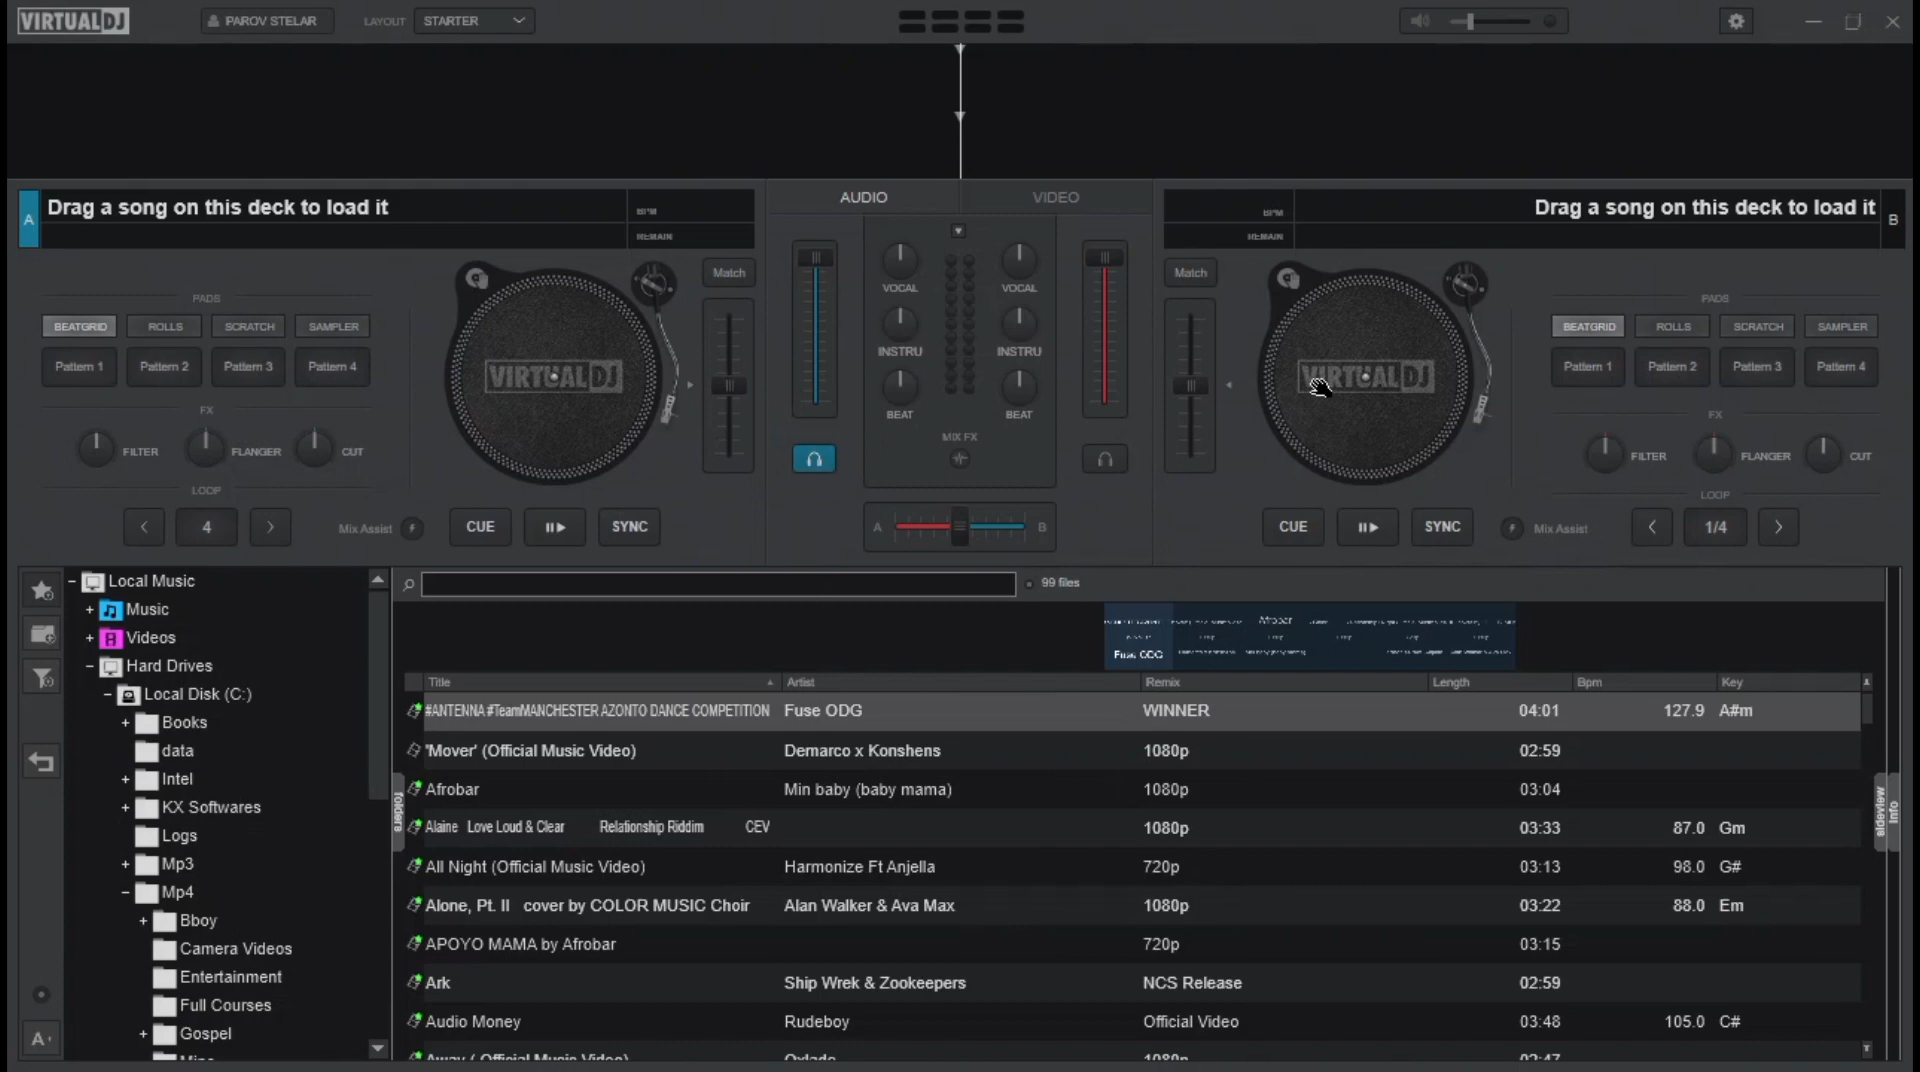 VIRTUALDJ
PAROV STELAR
LAYOUT
STARTER
A
Drag a song on this deck to load it
BPM
REMAIN
AUDIO
VIDEO
BPM
REMAIN
Drag a song on this deck to load it
B
Match
VOCAL
VOCAL
Match
PADS
PADS
BEATGRID
ROLLS
SCRATCH
SAMPLER
INSTRU
INSTRU
BEATGRID
ROLLS
SCRATCH
SAMPLER
Pattern 1
Pattern 2
Pattern 3
Pattern 4
VIRTUALDJ
VIRTUALDJ
Pattern 1
Pattern 2
Pattern 3
Pattern 4
FX
BEAT
BEAT
FX
FILTER
FLANGER
CUT
MIX FX
FILTER
FLANGER
CUT
LOOP
LOOP
4
Mix Assist
CUE
SYNC
A
B
CUE
SYNC
Mix Assist
1/4
Local Music
Music
Videos
Hard Drives
Local Disk (C:)
Books
data
Intel
KX Softwares
Logs
Mp3
Mp4
Bboy
Camera Videos
Entertainment
Full Courses
Gospel
A
folders
99 files
Afrobar
Fuse ODG
Title
Artist
Remix
Length
Bpm
Key
#ANTENNA #TeamMANCHESTER AZONTO DANCE COMPETITION
Fuse ODG
WINNER
04:01
127.9
A#m
'Mover' (Official Music Video)
Demarco x Konshens
1080p
02:59
Afrobar
Min baby (baby mama)
1080p
03:04
Alaine Love Loud & Clear Relationship Riddim CEV
1080p
03:33
87.0
Gm
All Night (Official Music Video)
Harmonize Ft Anjella
720p
03:13
98.0
G#
Alone, Pt. II cover by COLOR MUSIC Choir
Alan Walker & Ava Max
1080p
03:22
88.0
Em
APOYO MAMA by Afrobar
720p
03:15
Ark
Ship Wrek & Zookeepers
NCS Release
02:59
Audio Money
Rudeboy
Official Video
03:48
105.0
C#
Away ( Official Music Video)
Oxlade
1080p
02:47
sideview
info